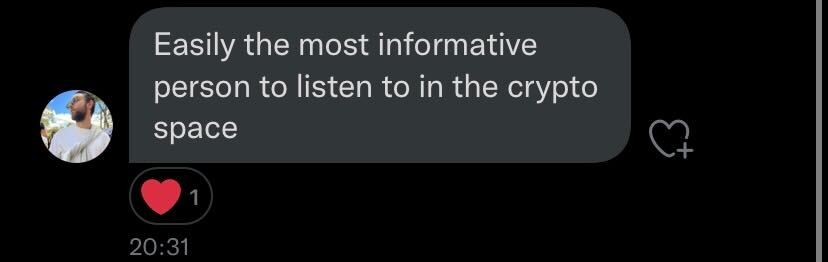 Easily the most informative
person to listen to in the crypto
space
1
20:31